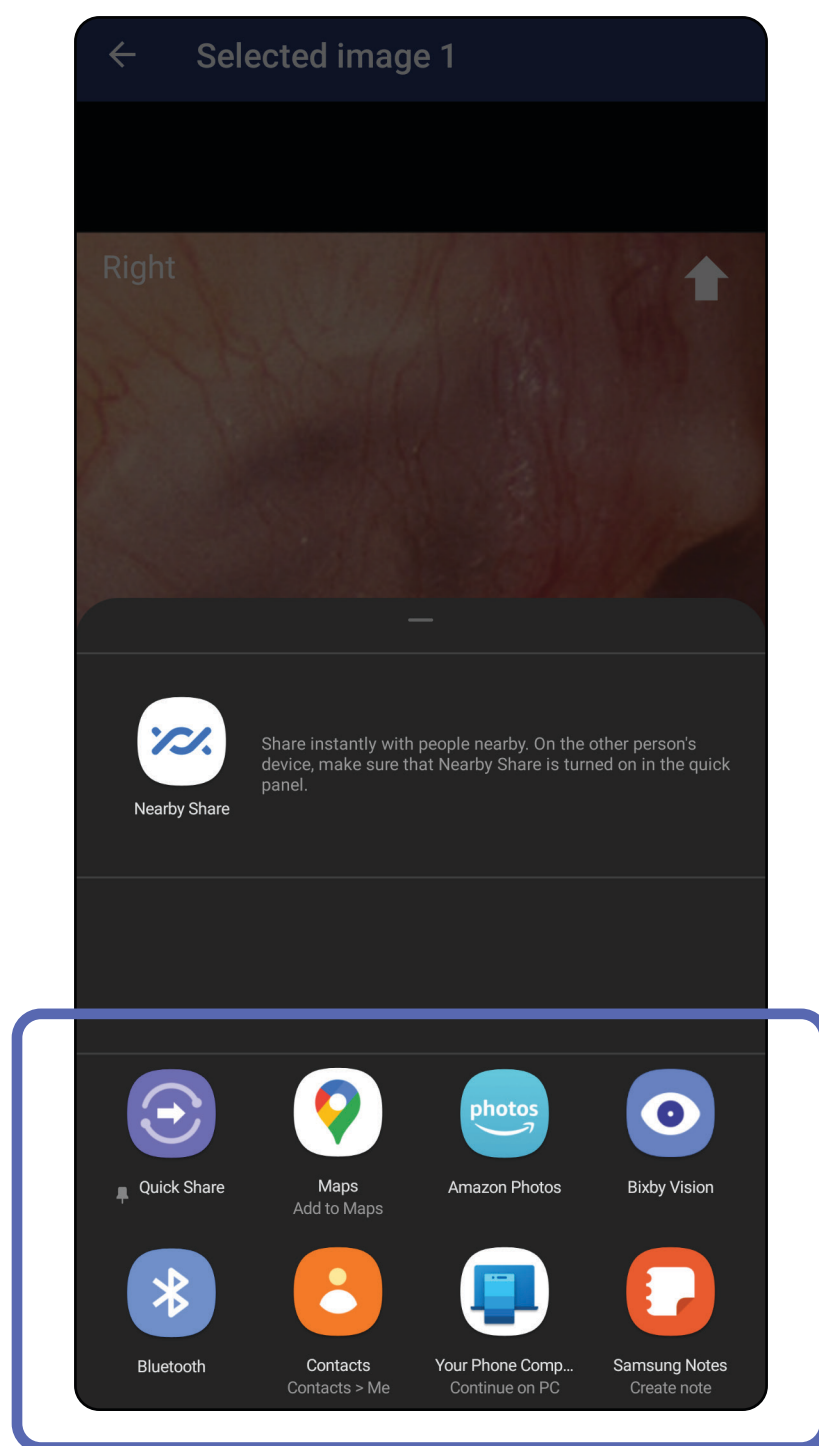 Selected image 1
Right
Nearby Share
Share instantly with people nearby. On the other person's
device, make sure that Nearby Share is turned on in the quick
panel.
photos
Quick Share
Maps
Add to Maps
Amazon Photos
Bixby Vision
Bluetooth
Contacts
Contacts > Me
Your Phone Comp...
Continue on PC
Samsung Notes
Create note